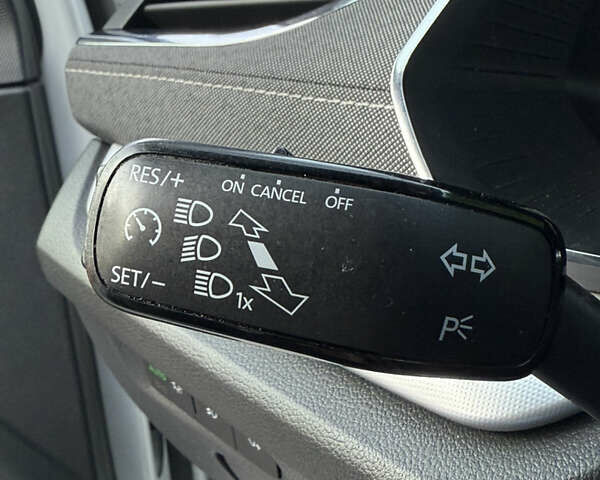 RES/+ ON CANCEL OFF
SET/- 1x
P